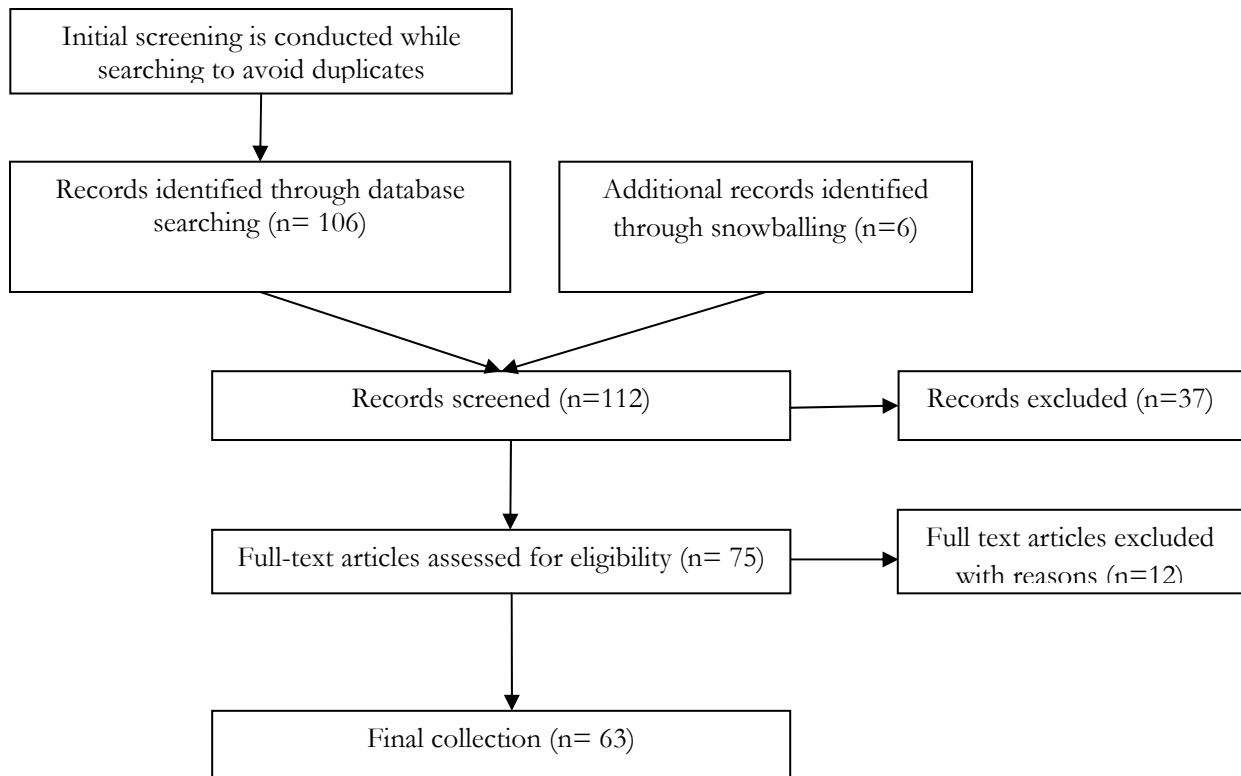 Initial screening is conducted while
searching to avoid duplicates
Records identified through database
searching (n= 106)
Additional records identified
through snowballing (n=6)
Records screened (n=112)
Records excluded (n=37)
Full-text articles assessed for eligibility (n= 75)
Full text articles excluded
with reasons (n=12)
Final collection (n= 63)